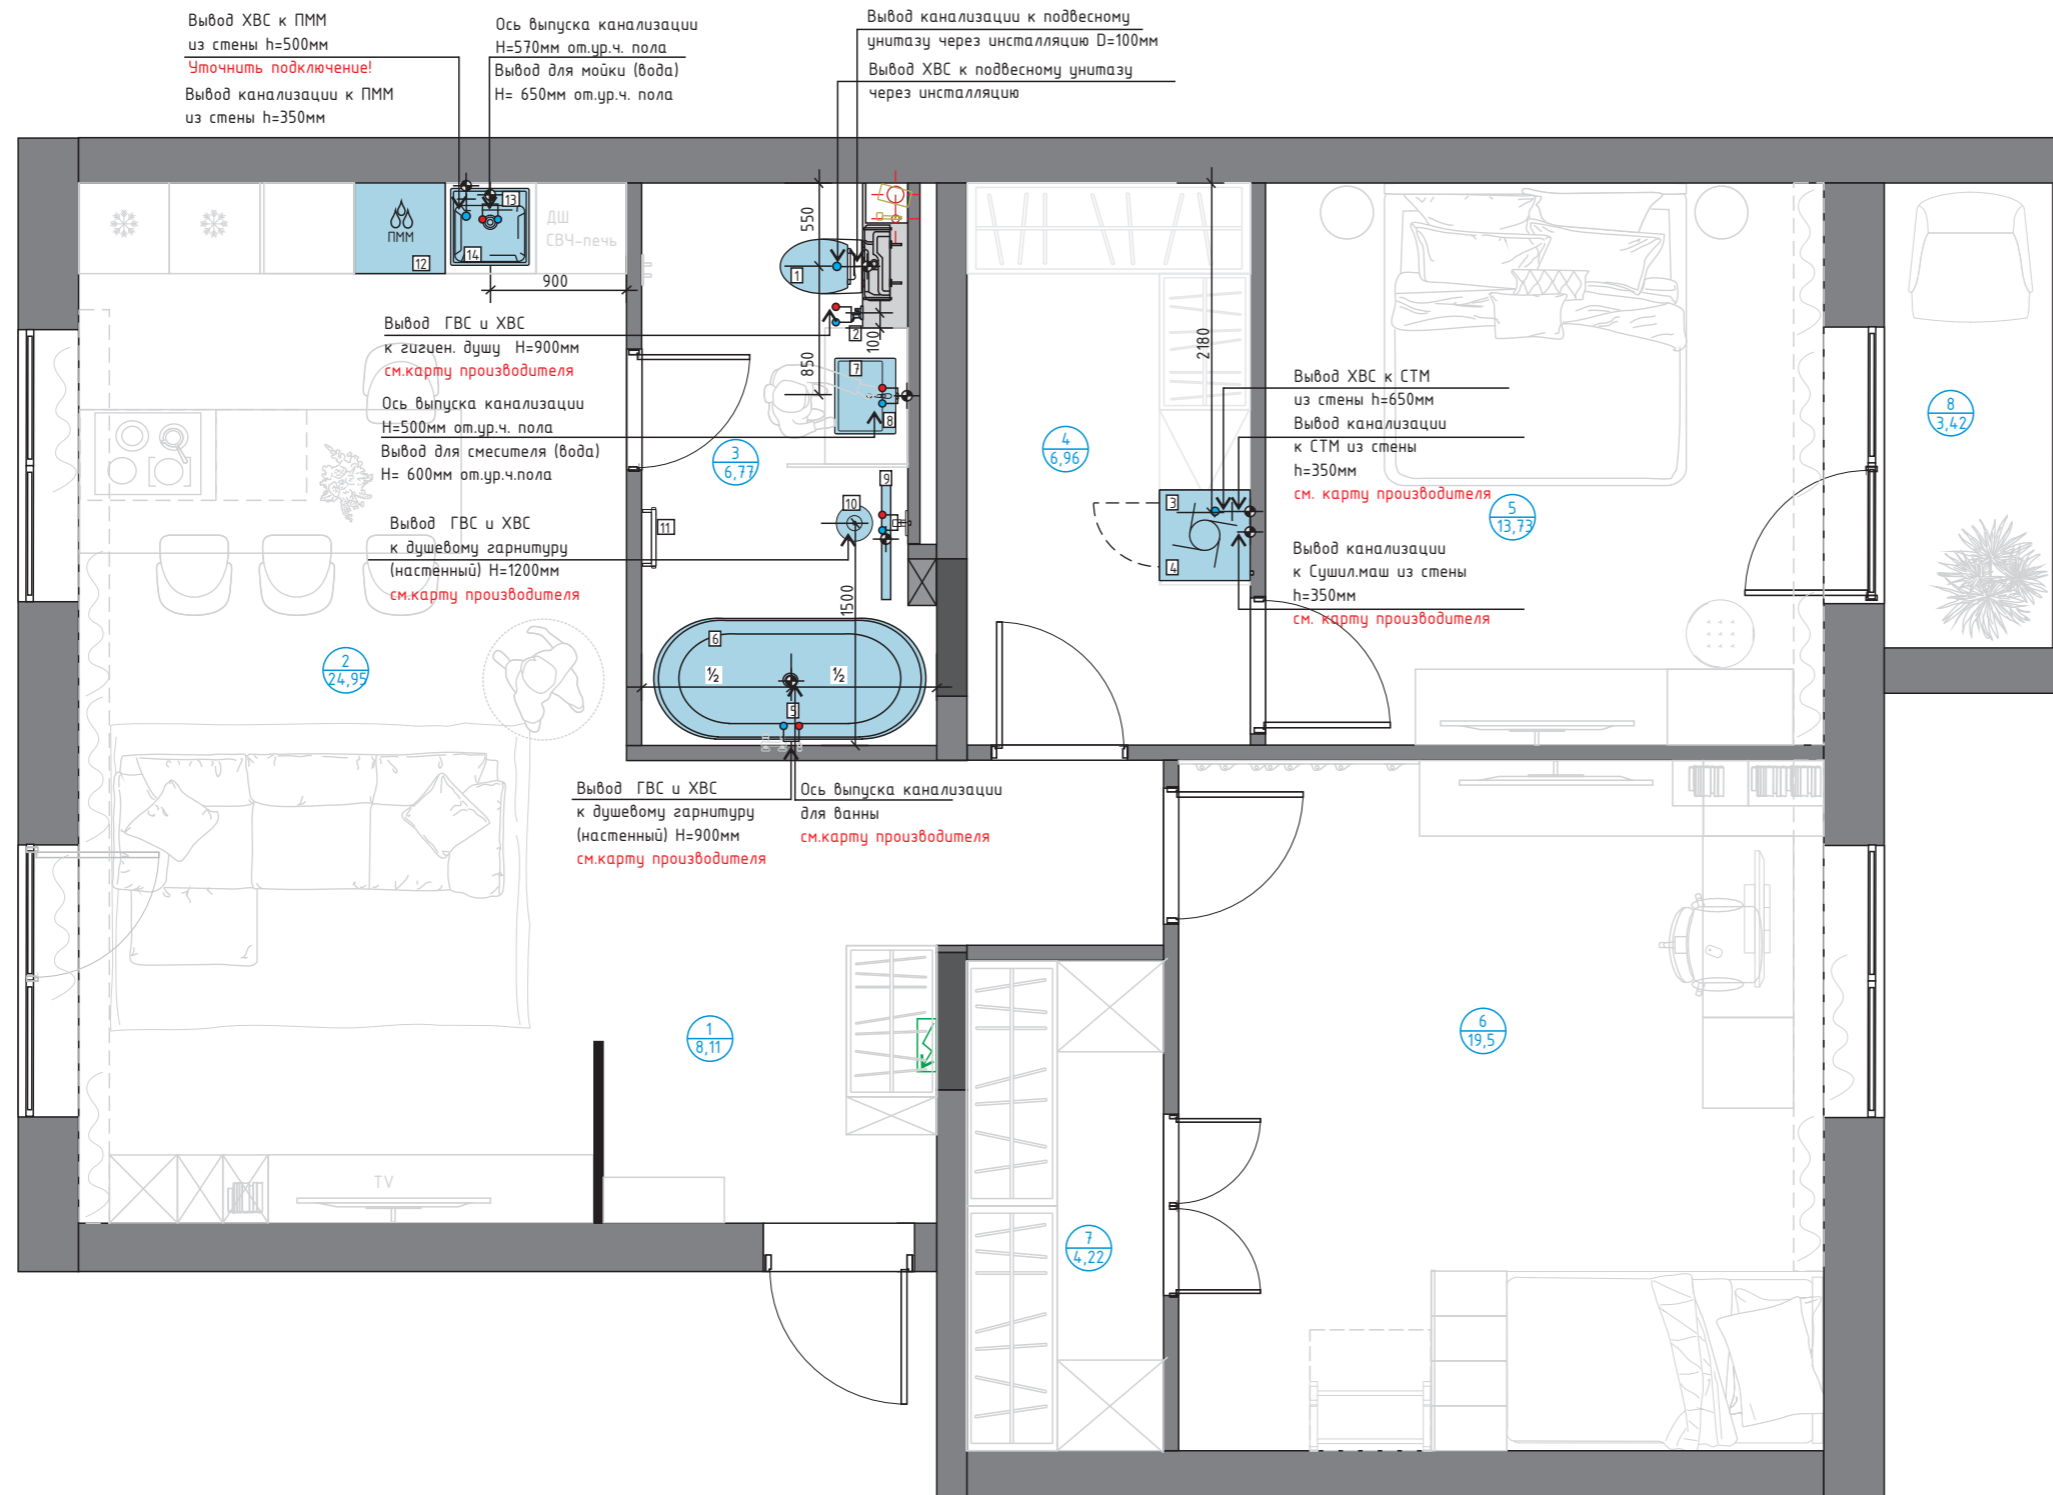 Вывод ХВС к ПММ
из стены h=500мм
Уточнить подключение!
Вывод канализации к ПММ
из стены h=350мм
Ось выпуска канализации
Н=570мм от.ур.ч. пола
Вывод для мойки (вода)
Н= 650мм от.ур.ч. пола
Вывод канализации к подвесному
унитазу через инсталляцию D=100мм
Вывод ХВС к подвесному унитазу
через инсталляцию
ПММ
12
13
14
ДШ
СВЧ-печь
900
550
1
2
100
850
7
8
2180
Вывод ГВС и ХВС
к гигиен. душу Н=900мм
см.карту производителя
Ось выпуска канализации
Н=500мм от.ур.ч. пола
Вывод для смесителя (вода)
Н= 600мм от.ур.ч.пола
Вывод ГВС и ХВС
к душевому гарнитуру
(настенный) Н=1200мм
см.карту производителя
3
6,77
9
10
11
1500
4
6,96
3
4
Вывод ХВС к СТМ
из стены h=650мм
Вывод канализации
к СТМ из стены
h=350мм
см. карту производителя
Вывод канализации
к Сушил.маш из стены
h=350мм
см. карту производителя
5
13,73
8
3,42
2
24,95
6
½
½
5
Вывод ГВС и ХВС
к душевому гарнитуру
(настенный) Н=900мм
см.карту производителя
Ось выпуска канализации
для ванны
см.карту производителя
1
8,11
6
19,5
7
4,22
TV